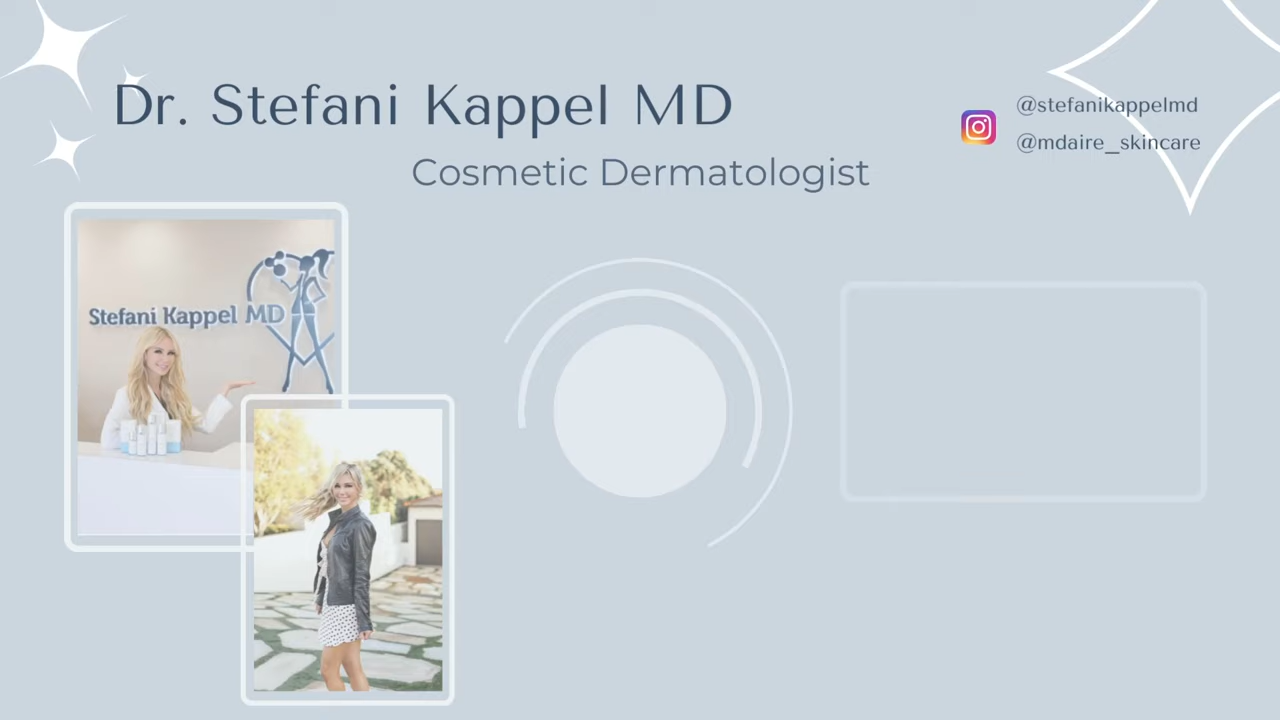 Dr. Stefani Kappel MD
Cosmetic Dermatologist
@stefanikappelmd
@mdaire_skincare
Stefani Kappel MD